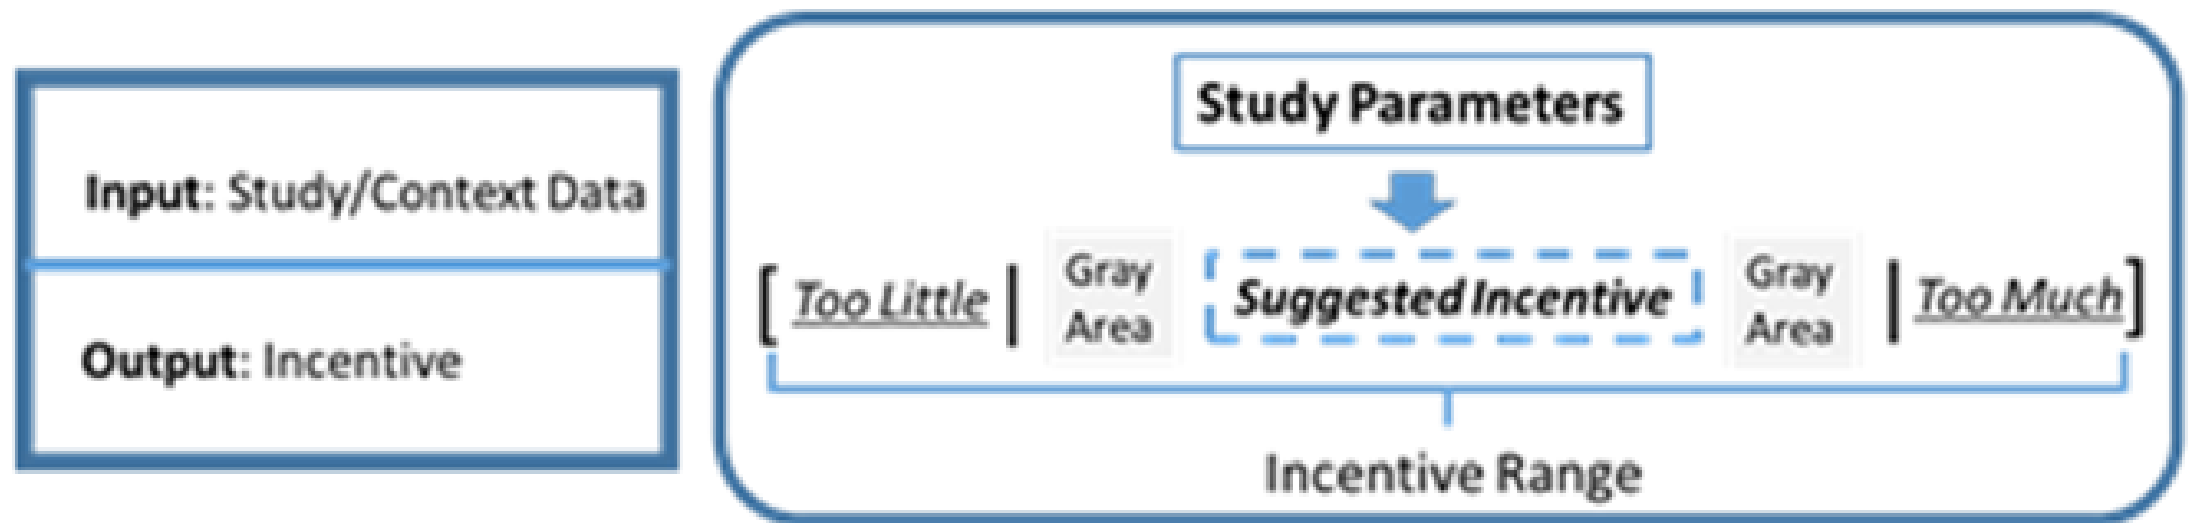 Input: Study/Context Data
Output: Incentive
Study Parameters
[ Too Little | Gray Area Suggested Incentive Gray Area | Too Much ]
Incentive Range